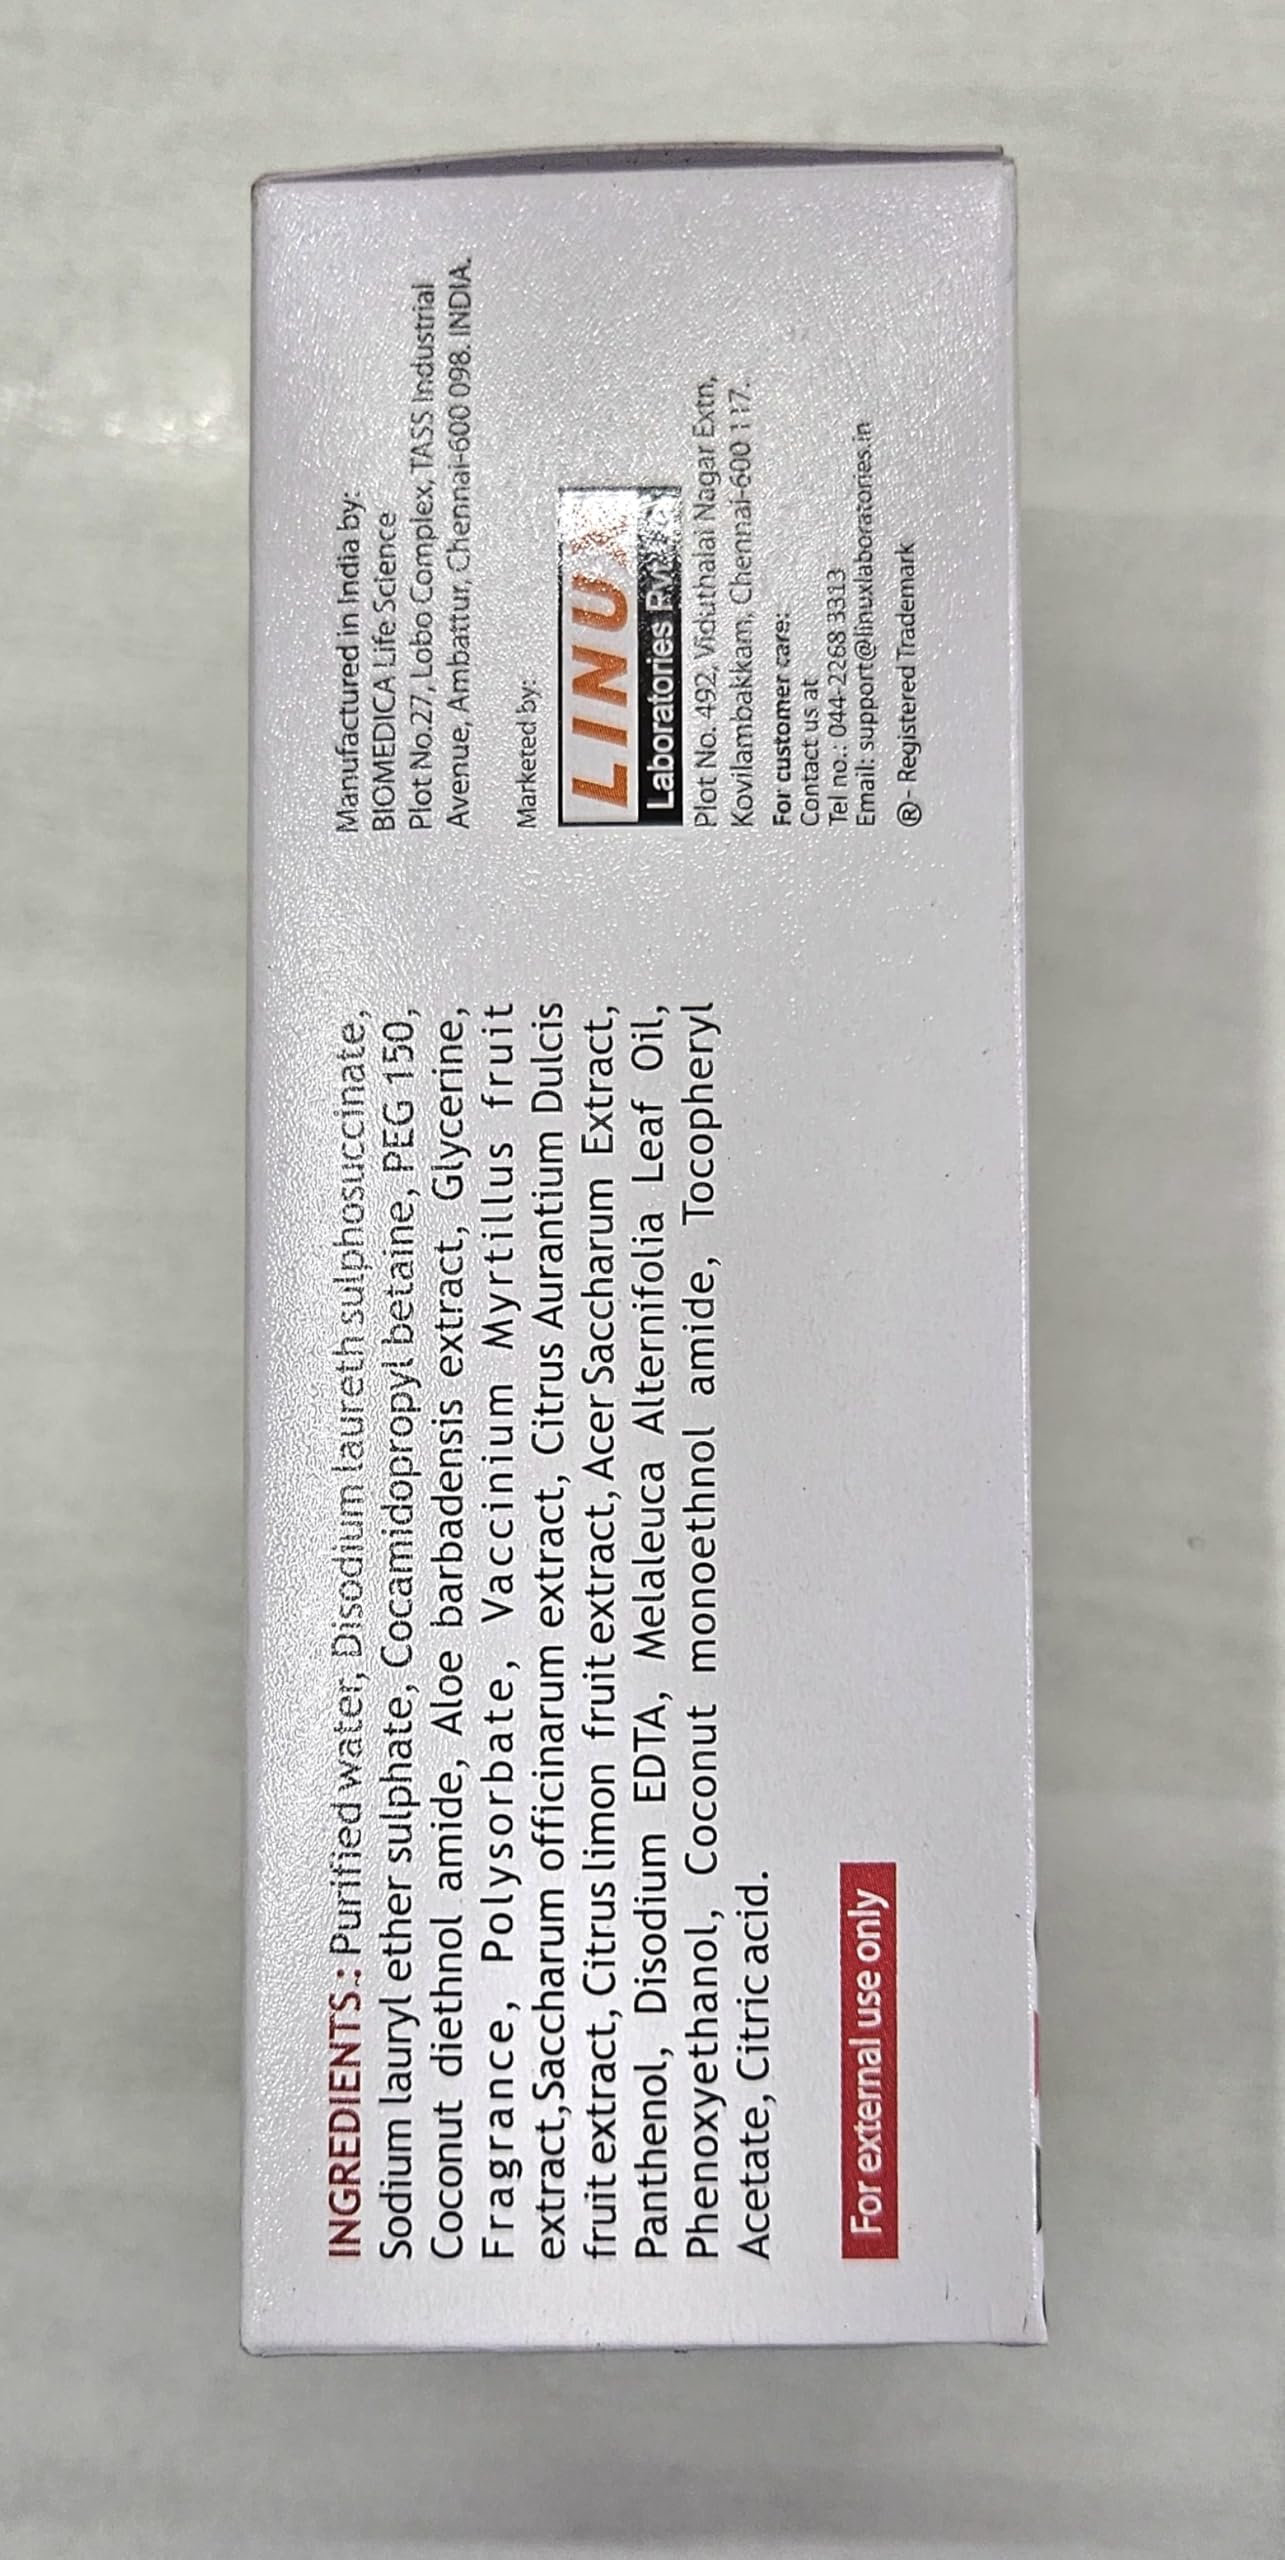 INGREDIENTS.: Purified water, Disodium laureth sulphosuccinate,
Sodium lauryl ether sulphate, Cocamidopropyl betaine, PEG 150,
Coconut diethnol amide, Aloe barbadensis extract, Glycerine,
Fragrance, Polysorbate, Vaccinium Myrtillus fruit
extract,Saccharum officinarum extract, Citrus Aurantium Dulcis
fruit extract, Citrus limon fruit extract, Acer Saccharum Extract,
Panthenol, Disodium EDTA, Melaleuca Alternifolia Leaf Oil,
Phenoxyethanol, Coconut monoethnol amide, Tocopheryl
Acetate, Citric acid.
For external use only
Manufactured in India by:
BIOMEDICA Life Science
Plot No.27, Lobo Complex, TASS Industrial
Avenue, Ambattur, Chennai-600 098. INDIA.
Marketed by:
LINUX
Laboratories Pvt.
Plot No. 492, Viduthalai Nagar Extn,
Kovilambakkam, Chennai-600 117.
For customer care:
Contact us at
Tel no.: 044-2268 3313
Email: support@linuxlaboratories.in
®- Registered Trademark